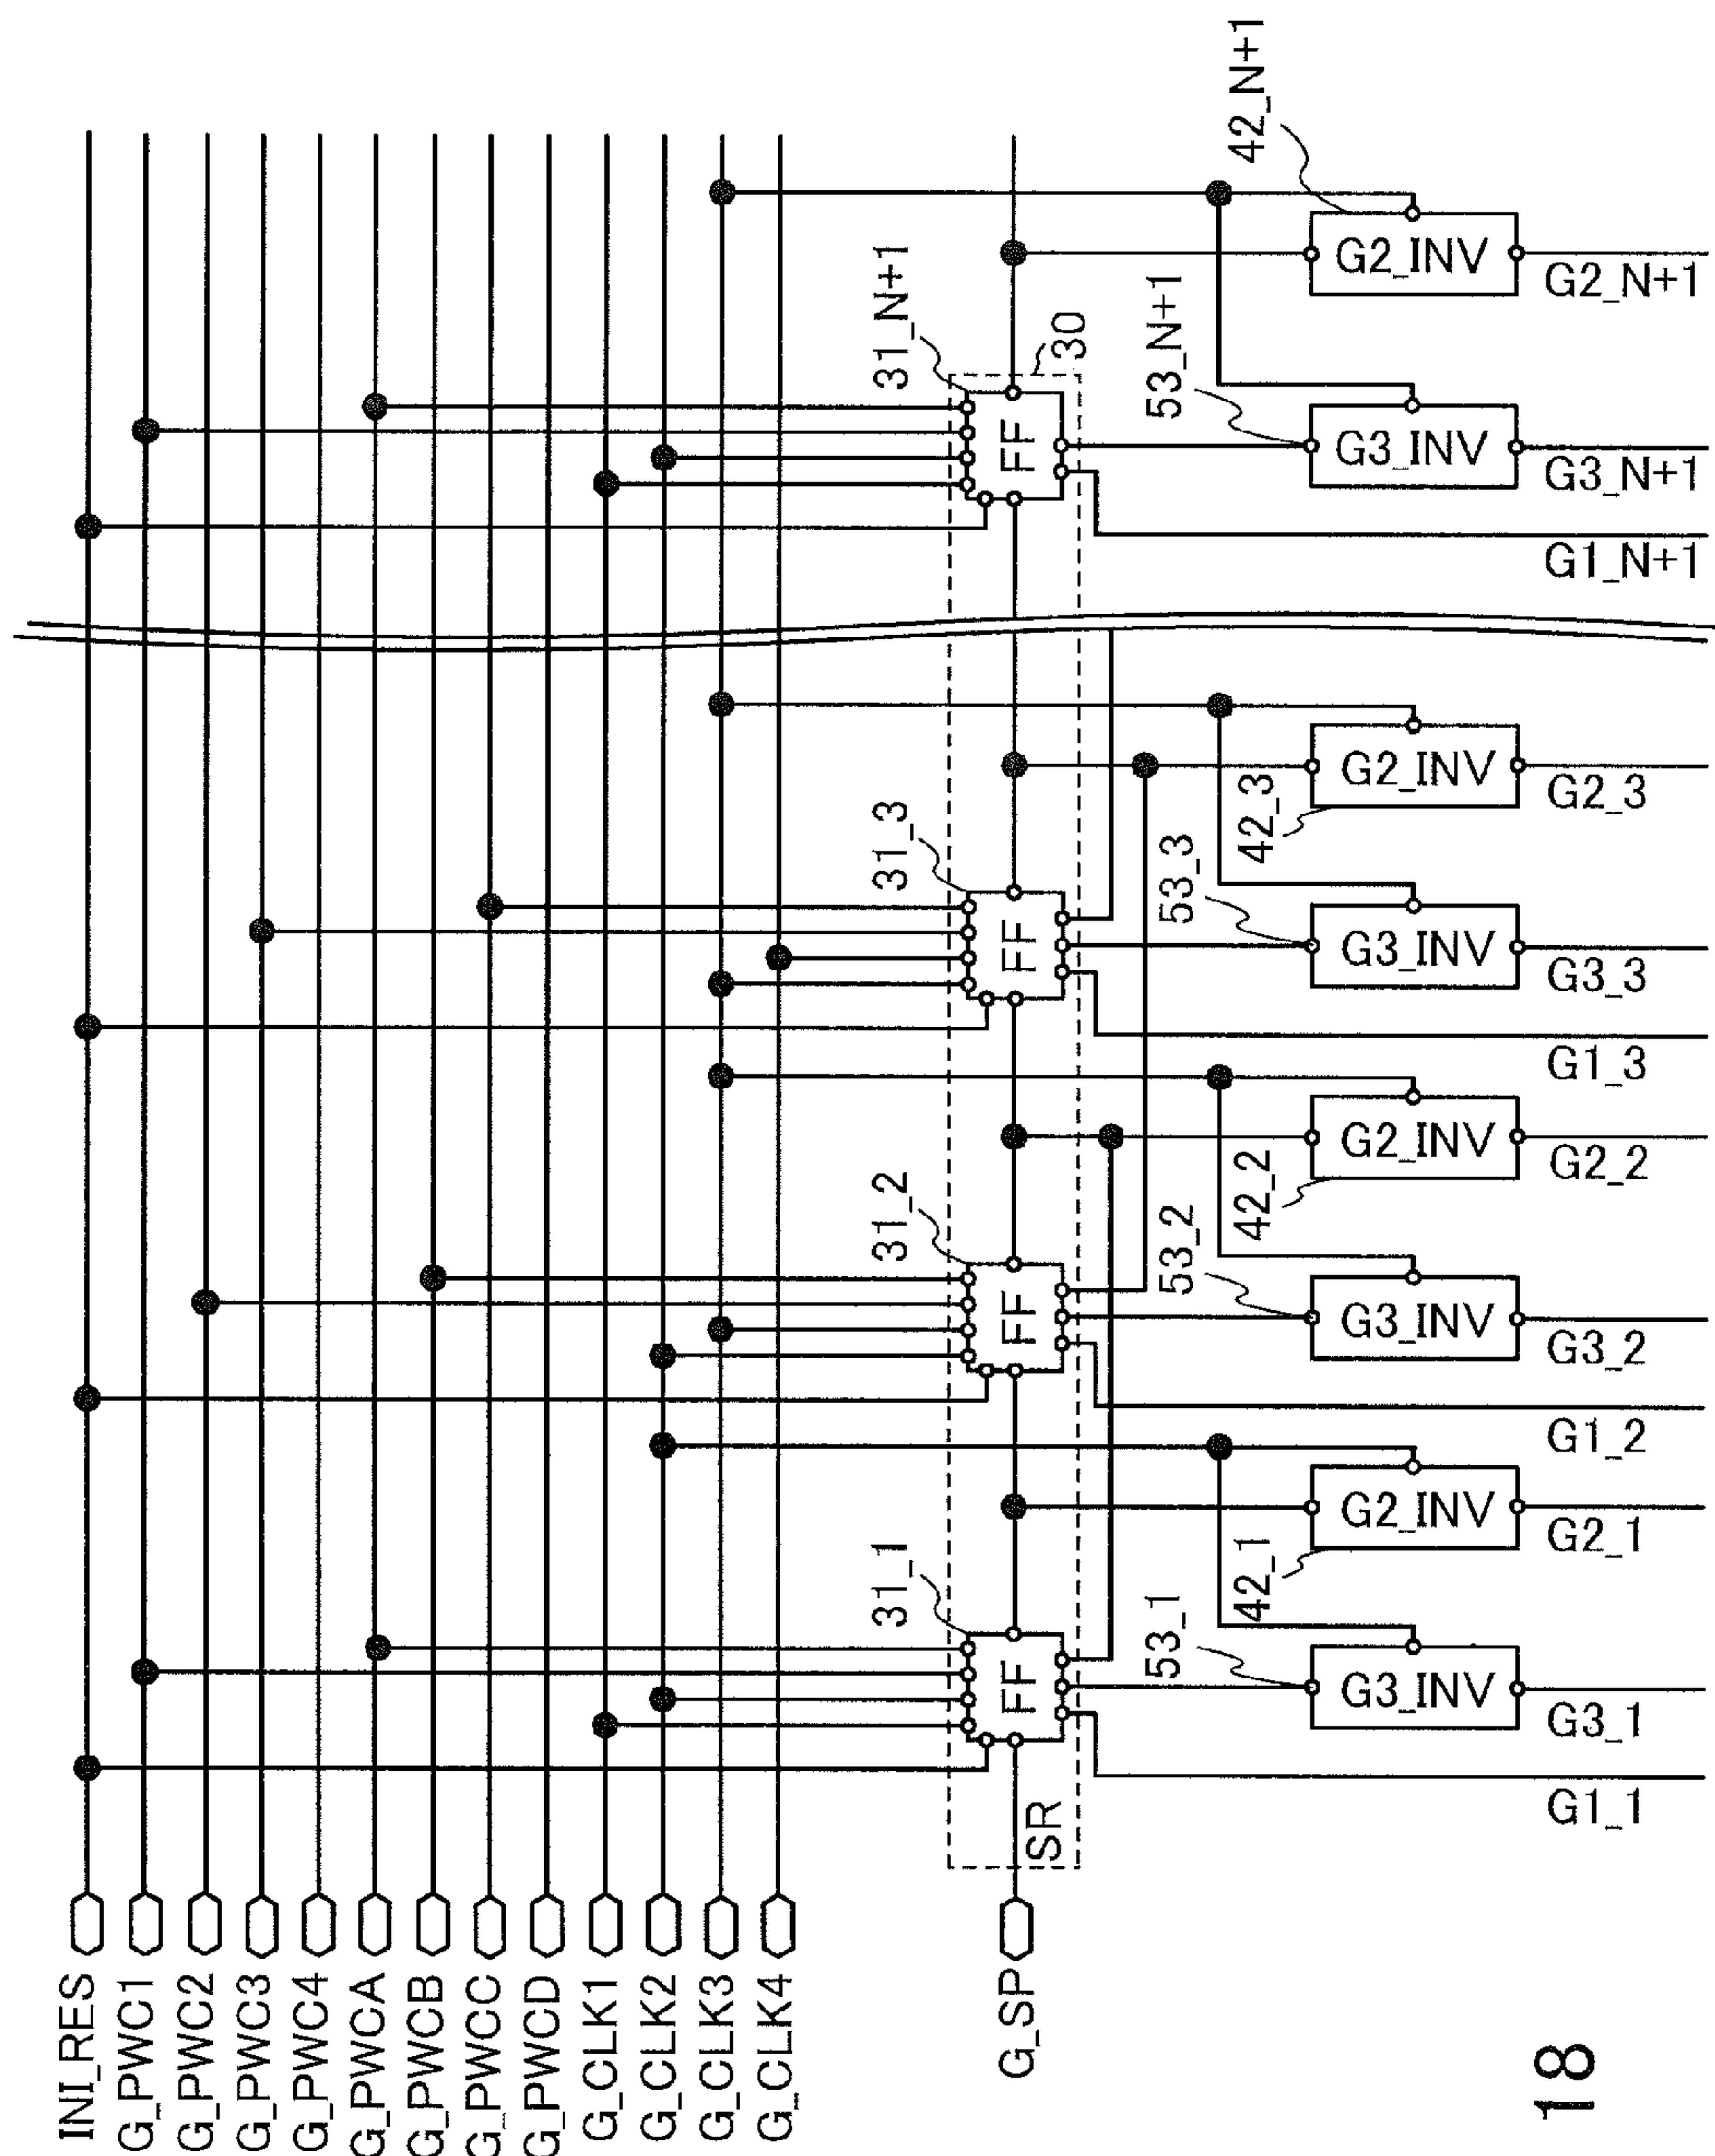 INI_RES
G_PWC1
G_PWC2
G_PWC3
G_PWC4
G_PWCA
G_PWCB
G_PWCC
G_PWCD
G_CLK1
G_CLK2
G_CLK3
G_CLK4
G_SP
SR
30
31_1
FF
31_2
FF
31_3
FF
31_N+1
FF
53_1
G3_INV
42_1
G2_INV
53_2
G3_INV
42_2
G2_INV
53_3
G3_INV
42_3
G2_INV
53_N+1
G3_INV
42_N+1
G2_INV
G1_1
G3_1
G2_1
G1_2
G3_2
G2_2
G1_3
G3_3
G2_3
G1_N+1
G3_N+1
G2_N+1
18